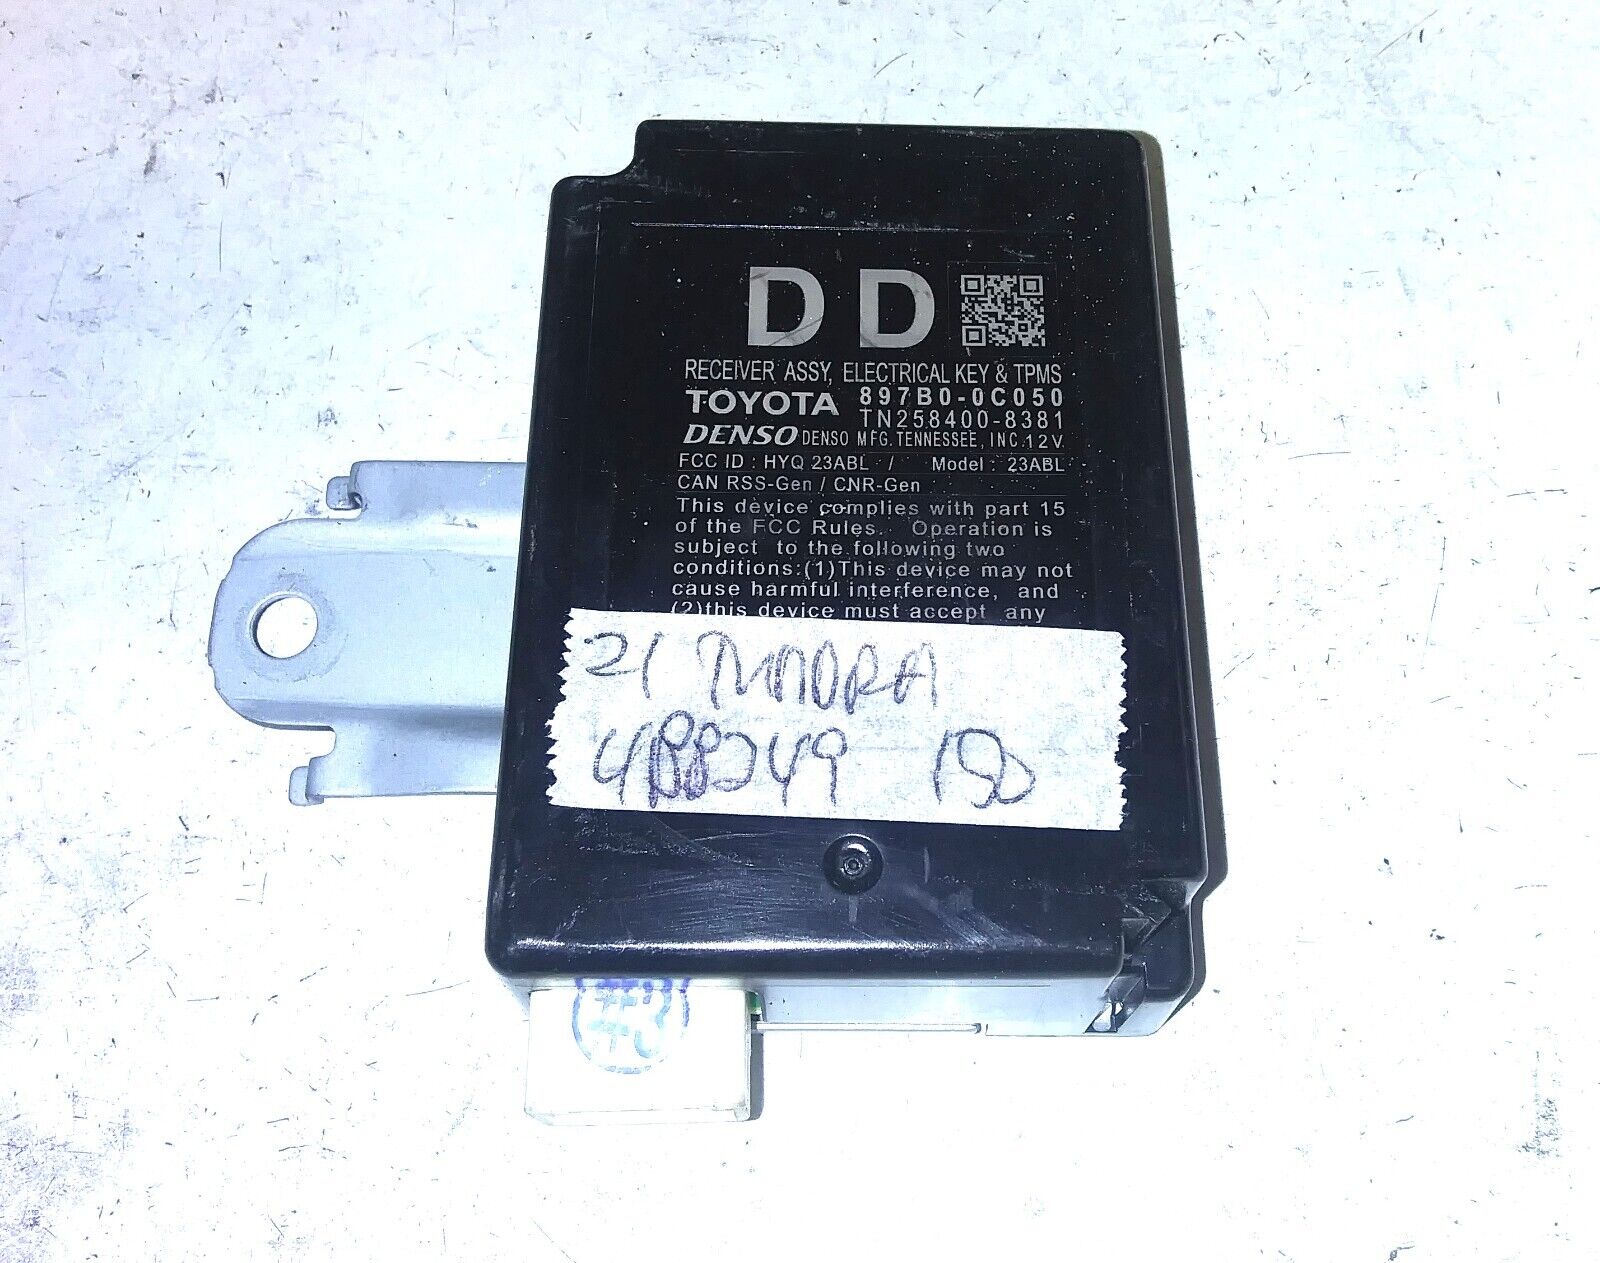 D D
RECEIVER ASSY, ELECTRICAL KEY & TPMS
TOYOTA 897B0-0C050
TN258400-8381
DENSO DENSO MFG. TENNESSEE, INC. 12V
FCC ID : HYQ 23ABL / Model : 23ABL
CAN RSS-Gen / CNR-Gen
This device complies with part 15
of the FCC Rules. Operation is
subject to the following two
conditions:(1)This device may not
cause harmful interference, and
(2)this device must accept any
21 TUNDRA
150